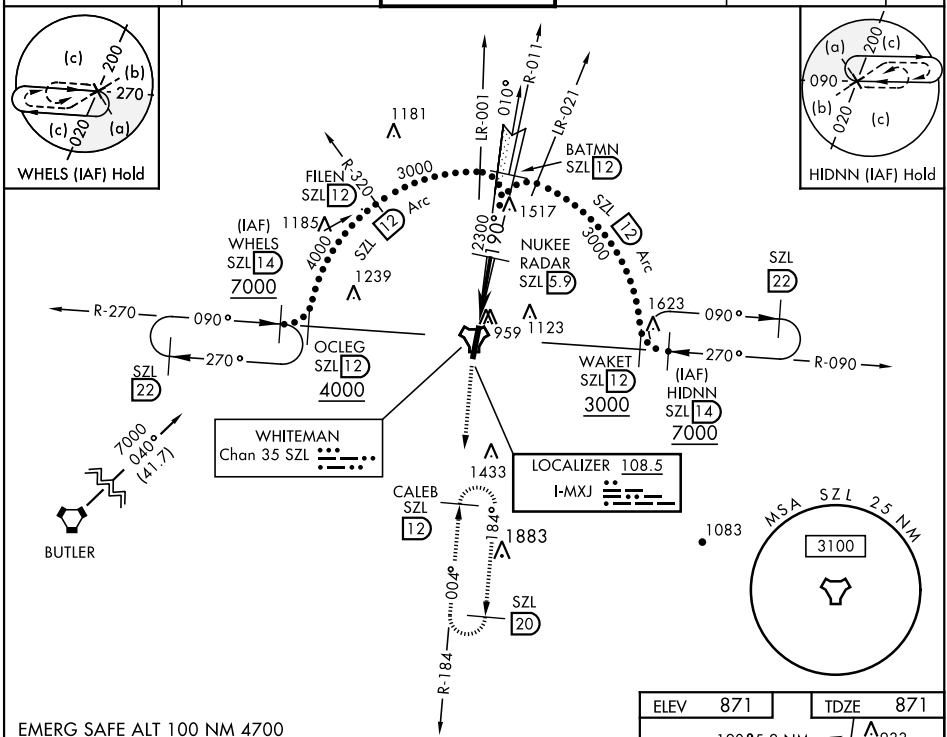 (c)
200
(b)
270
020
(c)
(a)
WHELS (IAF) Hold
(a)
(c)
200
090
(b)
020
(c)
HIDNN (IAF) Hold
1181
LR-001
010°
R-011
LR-021
BATMN
SZL 12
R-320
3000
FILEN
SZL 12
1185
4000
SZL 12 Arc
1517
SZL 12 Arc
3000
(IAF)
WHELS
SZL 14
7000
1239
2300
190°
NUKEE
RADAR
SZL 5.9
SZL
22
R-270
090°
270°
SZL
22
OCLEG
SZL 12
4000
959
1123
1623
090°
270°
R-090
WAKET
SZL 12
3000
(IAF)
HIDNN
SZL 14
7000
7000
040°
(41.7)
BUTLER
WHITEMAN
Chan 35 SZL
1433
LOCALIZER 108.5
I-MXJ
CALEB
SZL
12
184°
1883
004°
SZL
20
R-184
1083
MSA SZL 25 NM
3100
EMERG SAFE ALT 100 NM 4700
ELEV 871
TDZE 871